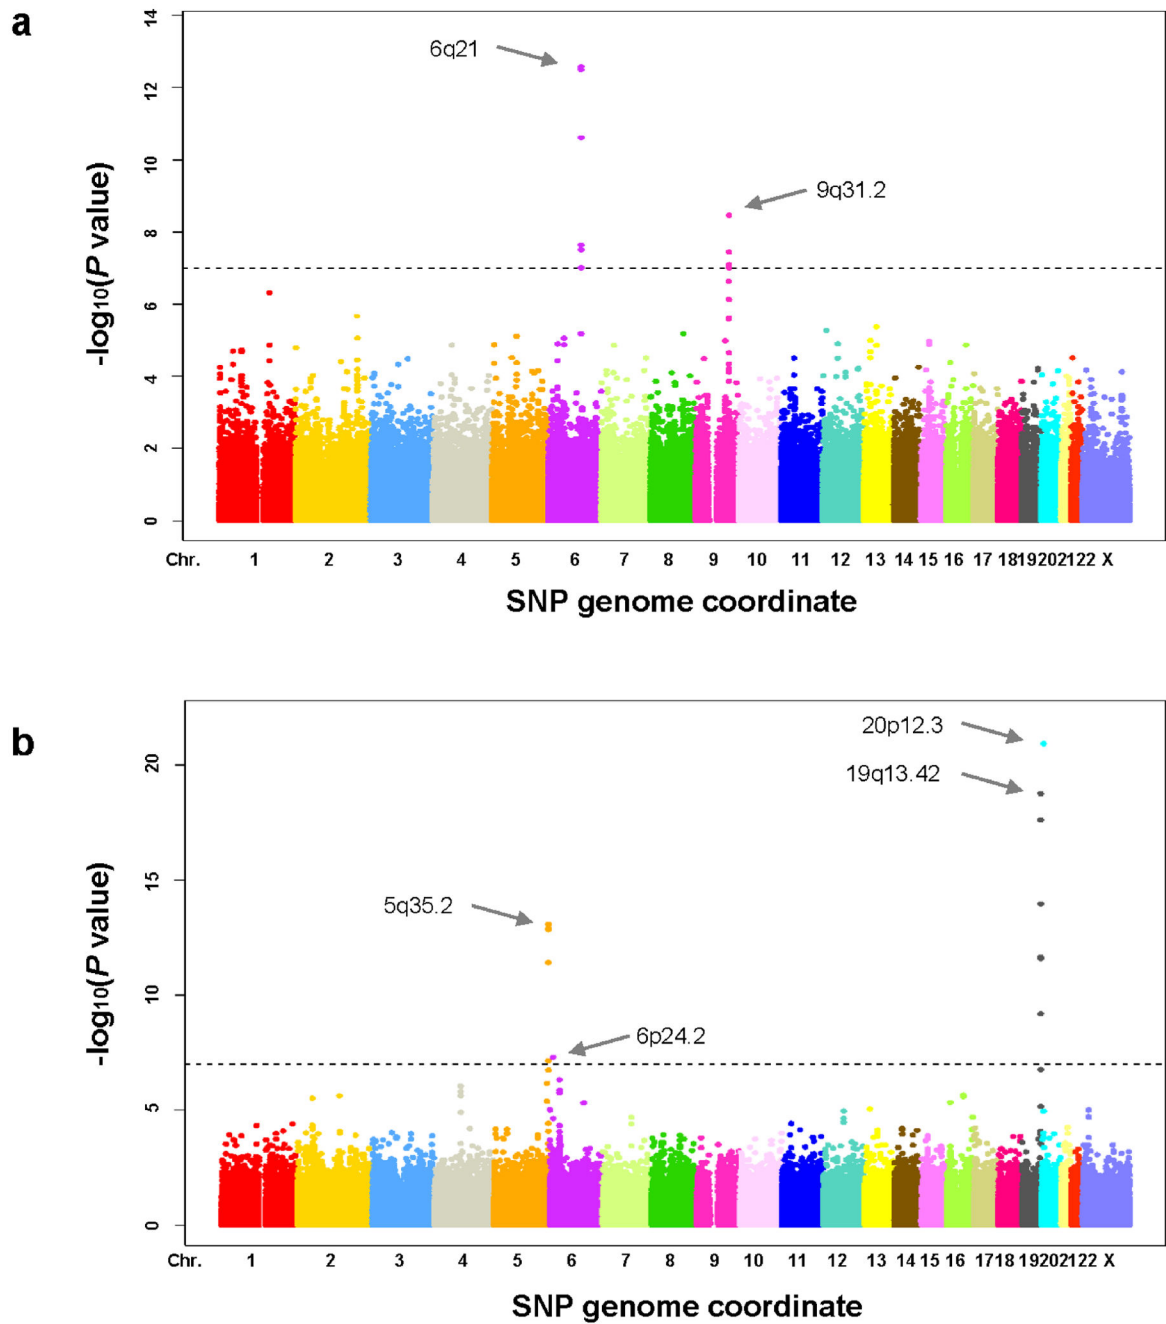 a
14
12
10
8
6
4
2
0
-log10(P value)
6q21
9q31.2
Chr. 1 2 3 4 5 6 7 8 9 10 11 12 13 14 15 16 17 18 19 20 21 22 X
SNP genome coordinate
b
20
15
10
5
0
-log10(P value)
20p12.3
19q13.42
5q35.2
6p24.2
Chr. 1 2 3 4 5 6 7 8 9 10 11 12 13 14 15 16 17 18 19 20 21 22 X
SNP genome coordinate